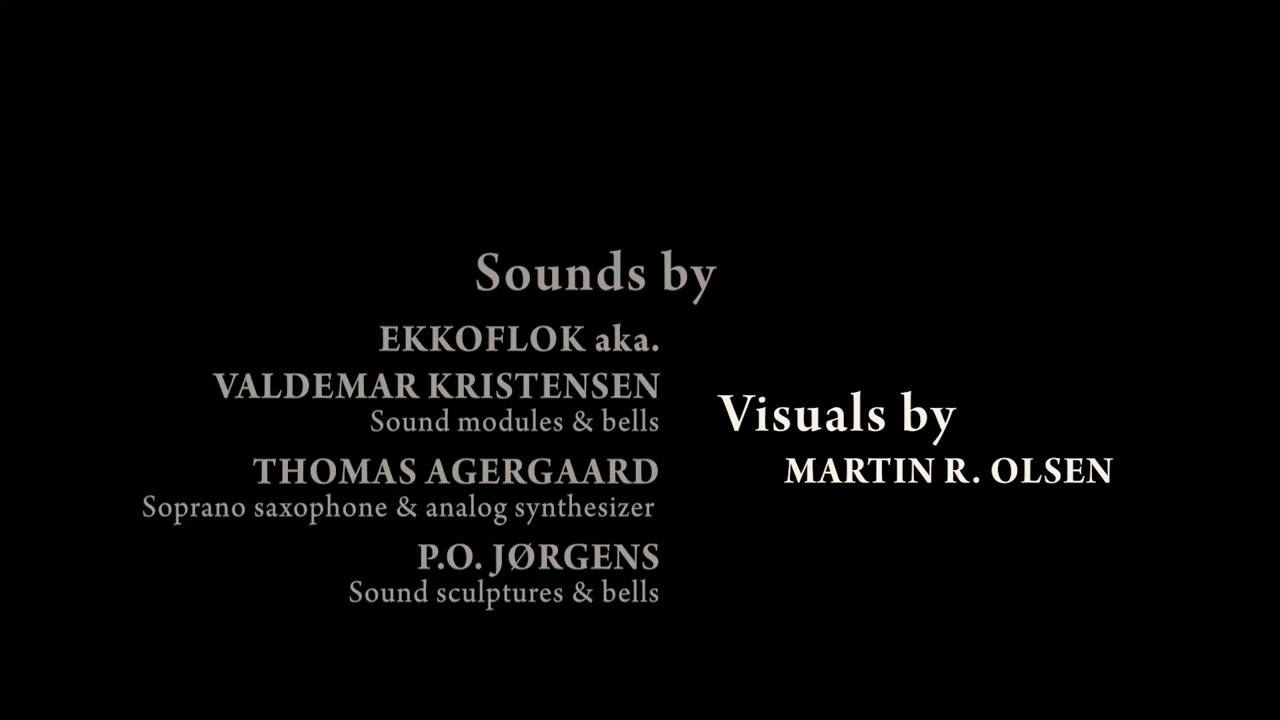 Sounds by
EKKOFLOK aka.
VALDEMAR KRISTENSEN
Sound modules & bells
THOMAS AGERGAARD
Soprano saxophone & analog synthesizer
P.O. JØRGENS
Sound sculptures & bells
Visuals by
MARTIN R. OLSEN